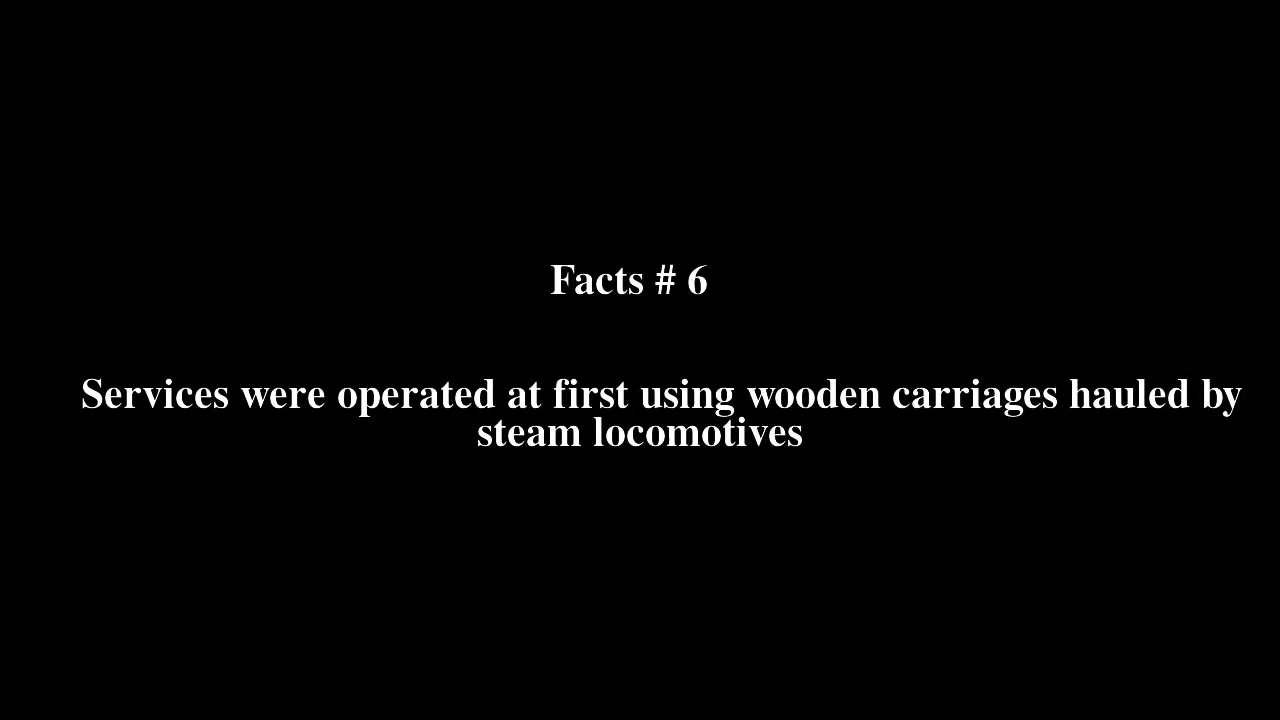 Facts # 6
Services were operated at first using wooden carriages hauled by
steam locomotives